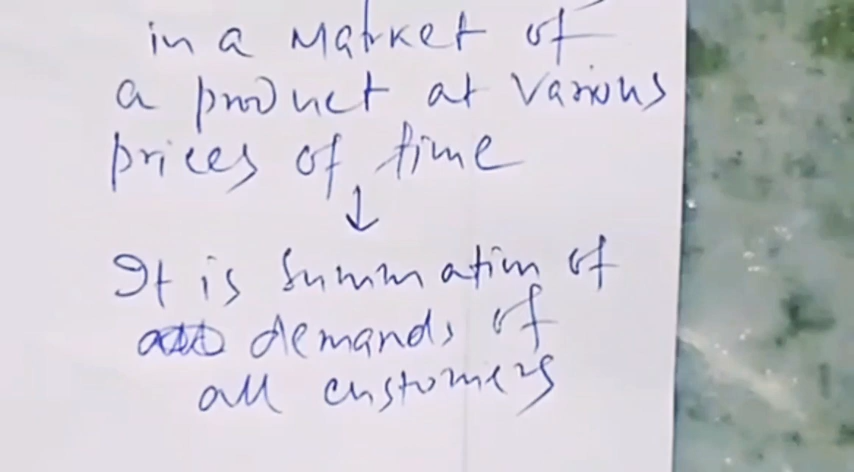 in a Market of
a product at various
prices of time
↓
It is Summation of
demands of
all customers